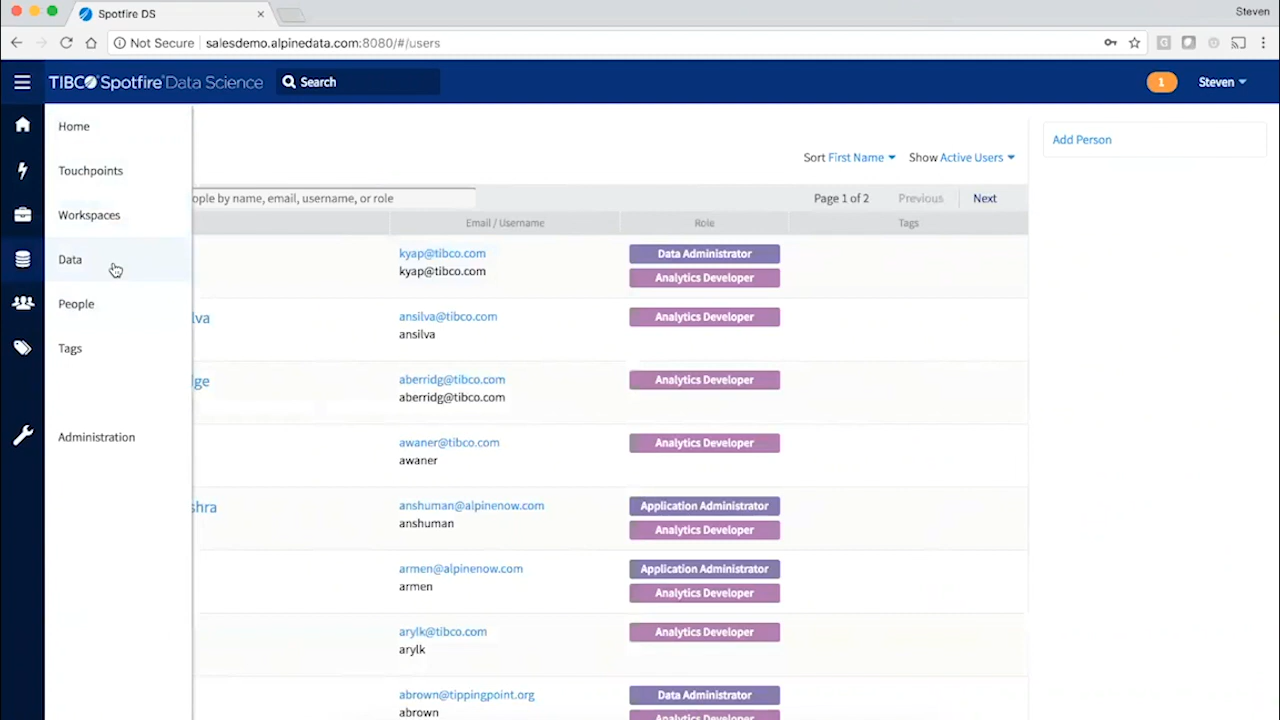 Spotfire DS
Steven
Not Secure
salesdemo.alpinedata.com:8080/#/users
TIBCO Spotfire Data Science
Search
1
Steven
Home
Touchpoints
Workspaces
Data
People
Tags
Administration
Sort First Name
Show Active Users
ople by name, email, username, or role
Page 1 of 2
Previous
Next
Email / Username
Role
Tags
kyap@tibco.com
kyap@tibco.com
Data Administrator
Analytics Developer
lva
ansilva@tibco.com
ansilva
Analytics Developer
dge
aberridg@tibco.com
aberridg@tibco.com
Analytics Developer
awaner@tibco.com
awaner
Analytics Developer
shra
anshuman@alpinenow.com
anshuman
Application Administrator
Analytics Developer
armen@alpinenow.com
armen
Application Administrator
Analytics Developer
arylk@tibco.com
arylk
Analytics Developer
abrown@tippingpoint.org
abrown
Data Administrator
Analytics Developer
Add Person